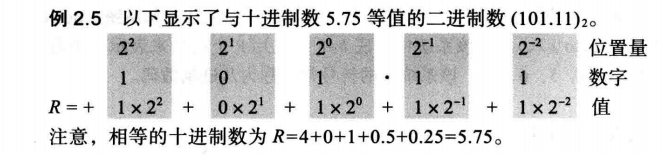 例 2.5 以下显示了与十进制数 5.75 等值的二进制数 (101.11)₂。
2² 2¹ 2⁰ 2⁻¹ 2⁻² 位置量
1 0 1 · 1 1 数字
R = + 1×2² + 0×2¹ + 1×2⁰ + 1×2⁻¹ + 1×2⁻² 值
注意，相等的十进制数为 R=4+0+1+0.5+0.25=5.75。